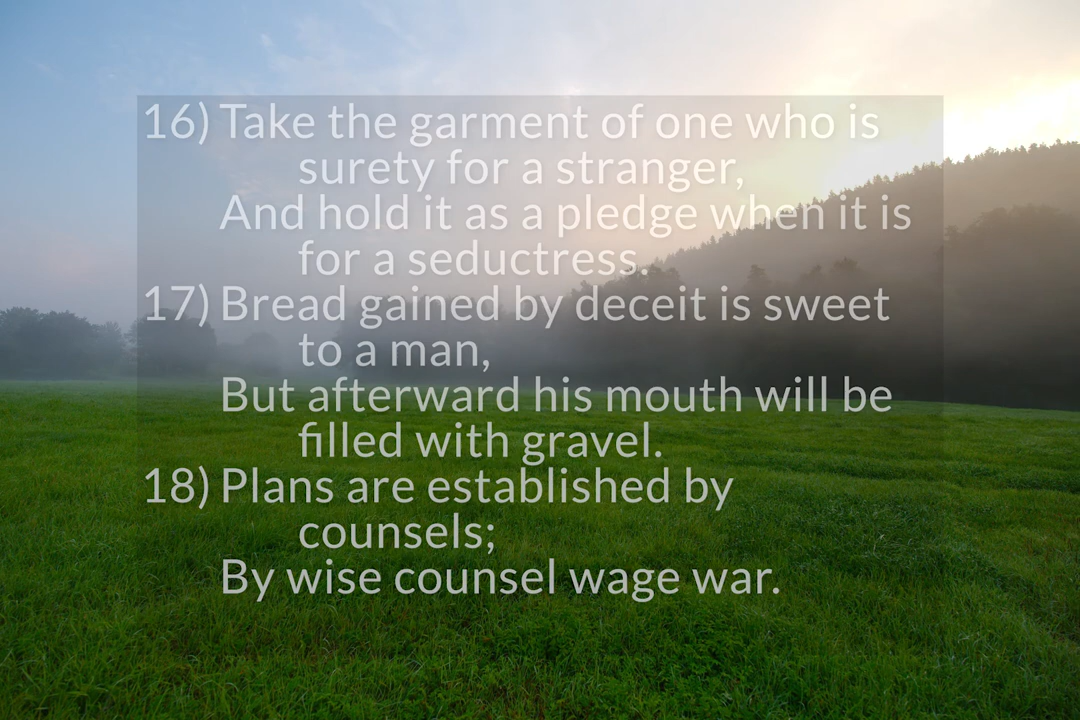 16) Take the garment of one who is
surety for a stranger,
And hold it as a pledge when it is
for a seductress.
17) Bread gained by deceit is sweet
to a man,
But afterward his mouth will be
filled with gravel.
18) Plans are established by
counsels;
By wise counsel wage war.